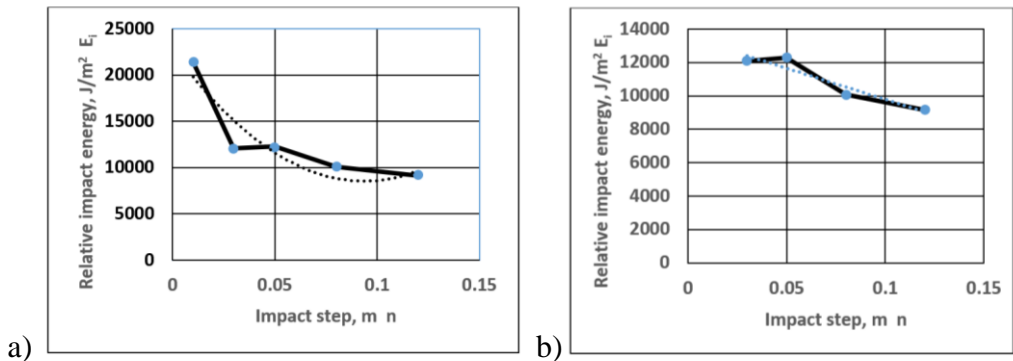 a)
Relative impact energy, J/m² Eᵢ
25000
20000
15000
10000
5000
0
0 0.05 0.1 0.15
Impact step, m n
b)
Relative impact energy, J/m² Eᵢ
14000
12000
10000
8000
6000
4000
2000
0
0 0.05 0.1 0.15
Impact step, m n